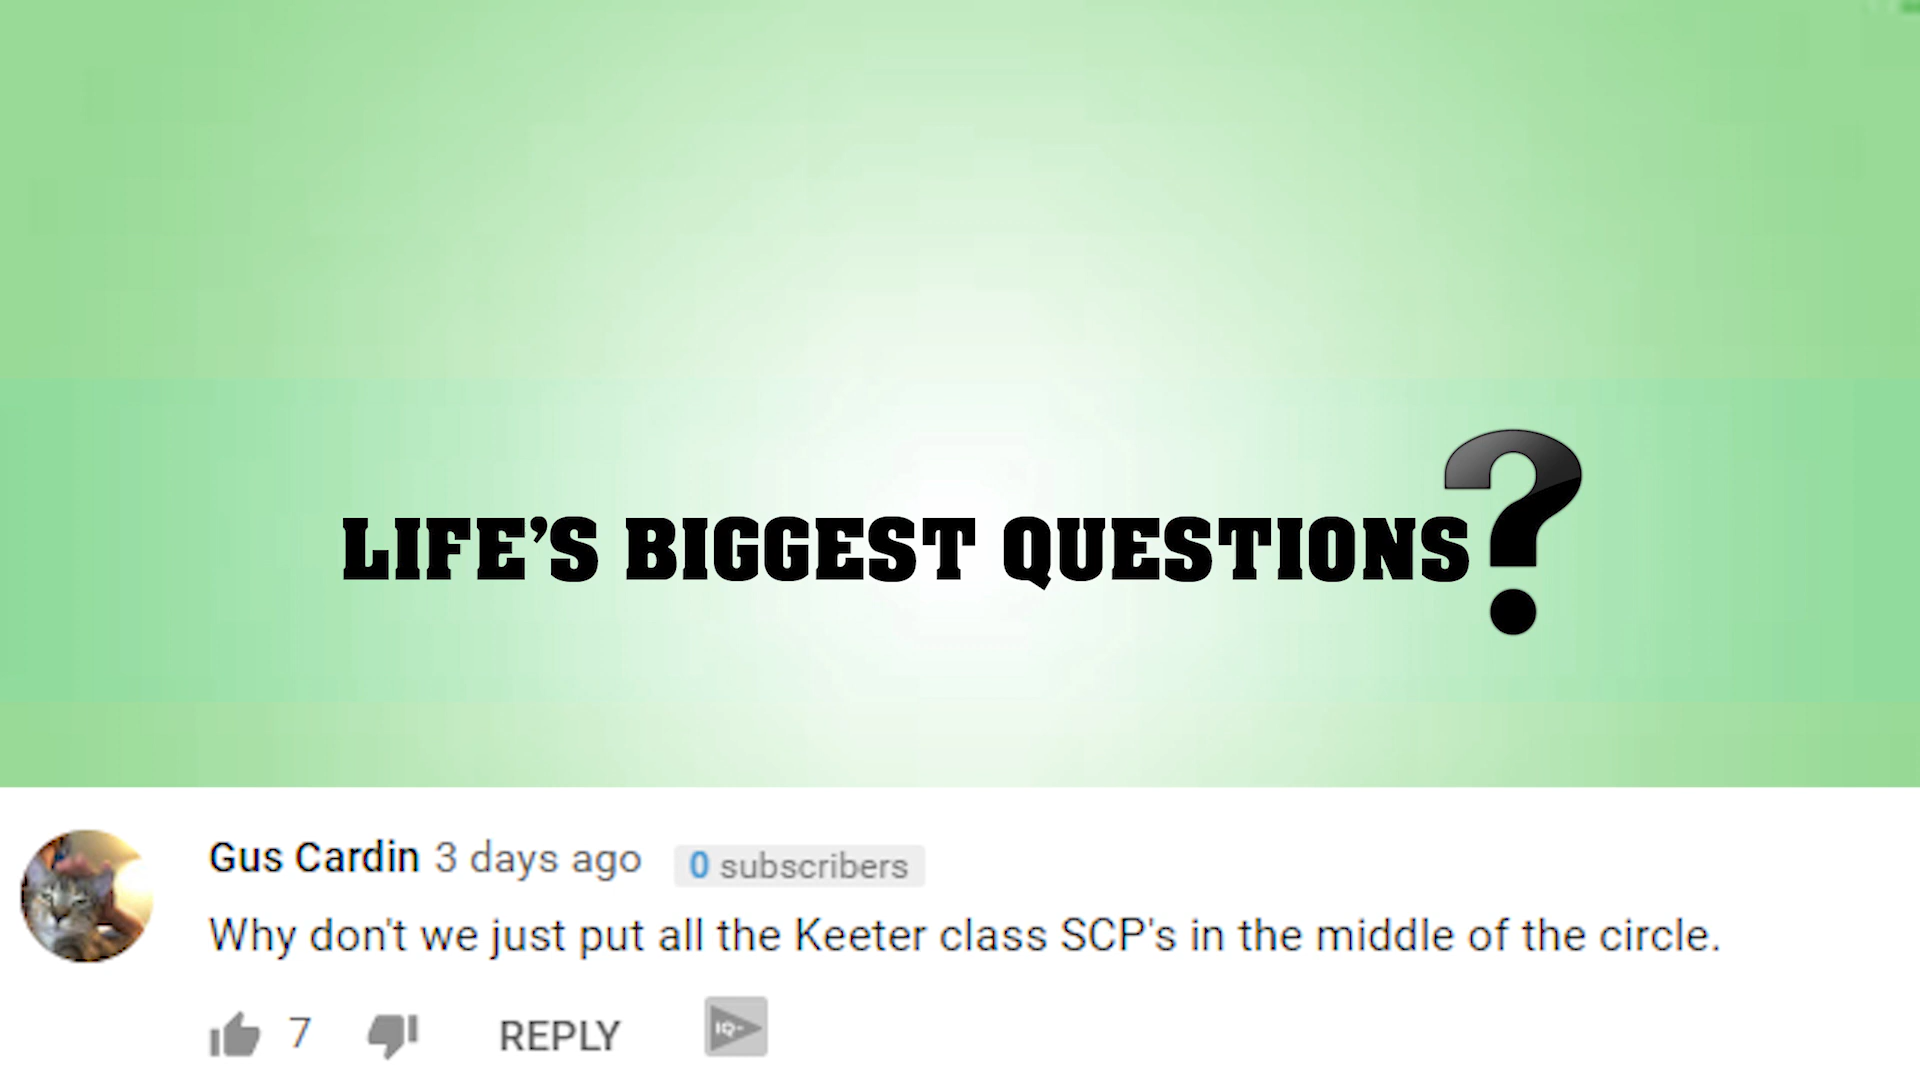 LIFE’S BIGGEST QUESTIONS?
Gus Cardin 3 days ago 0 subscribers
Why don't we just put all the Keeter class SCP's in the middle of the circle.
7 REPLY IQ-